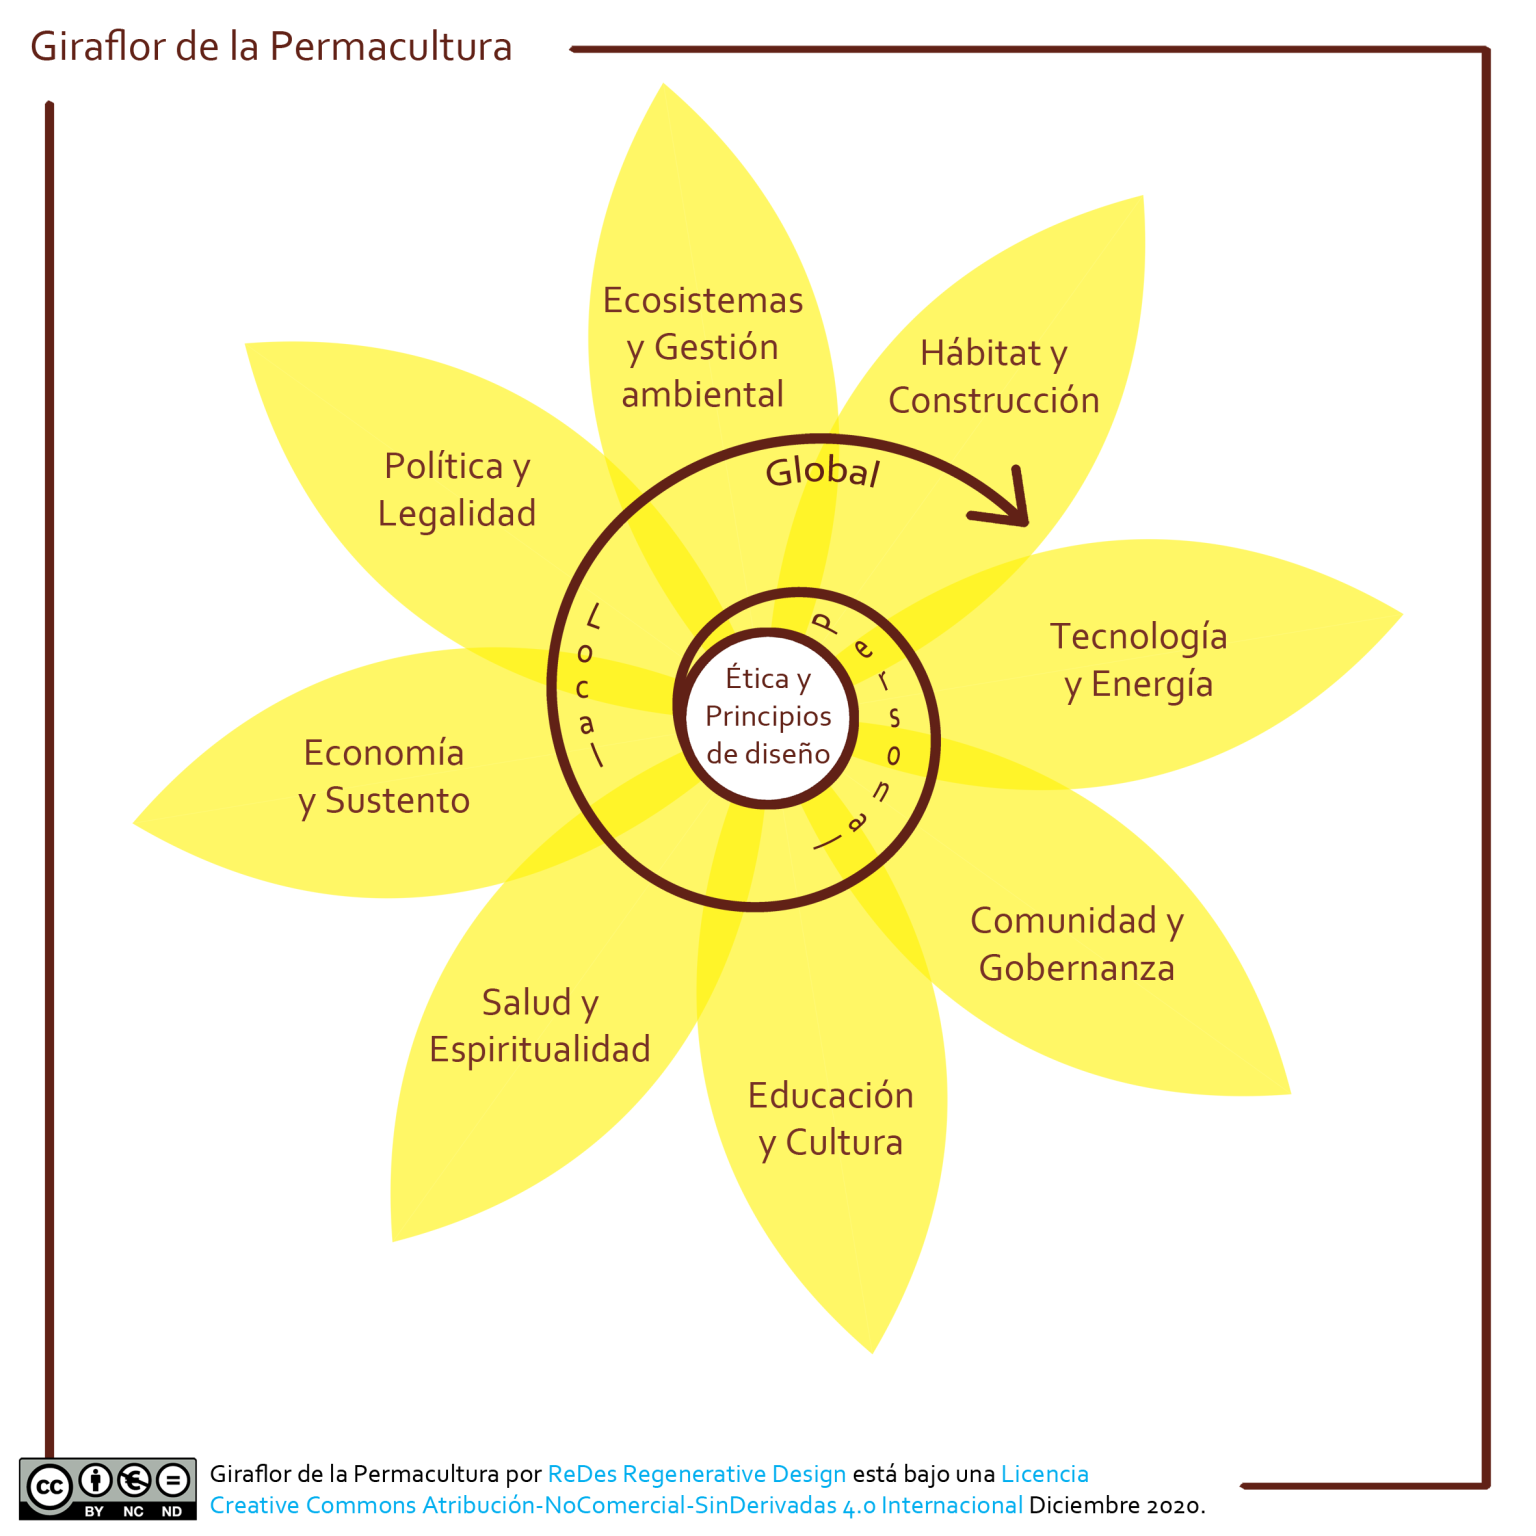 Giraflor de la Permacultura
Ecosistemas
y Gestión
ambiental
Hábitat y
Construcción
Política y
Legalidad
Global
Local
Personal
Ética y
Principios
de diseño
Tecnología
y Energía
Economía
y Sustento
Comunidad y
Gobernanza
Salud y
Espiritualidad
Educación
y Cultura
cc
BY NC ND
Giraflor de la Permacultura por ReDes Regenerative Design está bajo una Licencia
Creative Commons Atribución-NoComercial-SinDerivadas 4.0 Internacional Diciembre 2020.